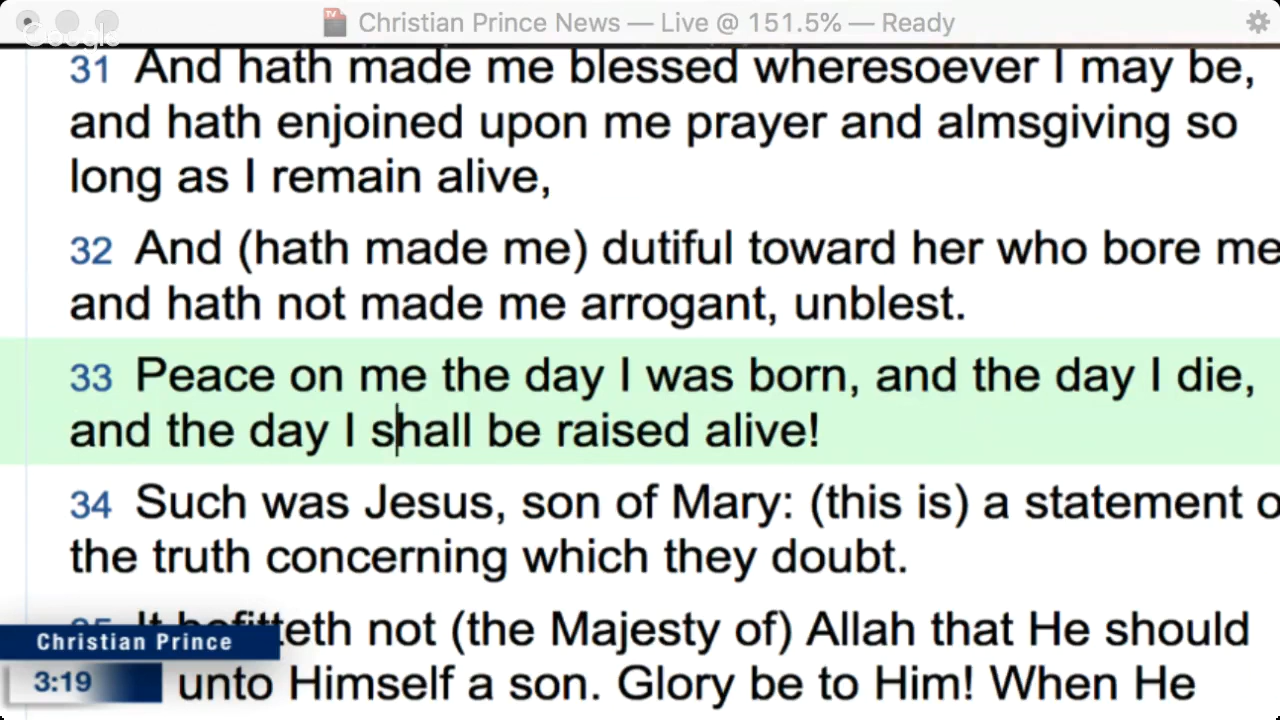 Christian Prince News — Live @ 151.5% — Ready
Google
31 And hath made me blessed wheresoever I may be,
and hath enjoined upon me prayer and almsgiving so
long as I remain alive,
32 And (hath made me) dutiful toward her who bore me
and hath not made me arrogant, unblest.
33 Peace on me the day I was born, and the day I die,
and the day I shall be raised alive!
34 Such was Jesus, son of Mary: (this is) a statement o
the truth concerning which they doubt.
35 It befitteth not (the Majesty of) Allah that He should
unto Himself a son. Glory be to Him! When He
Christian Prince
3:19